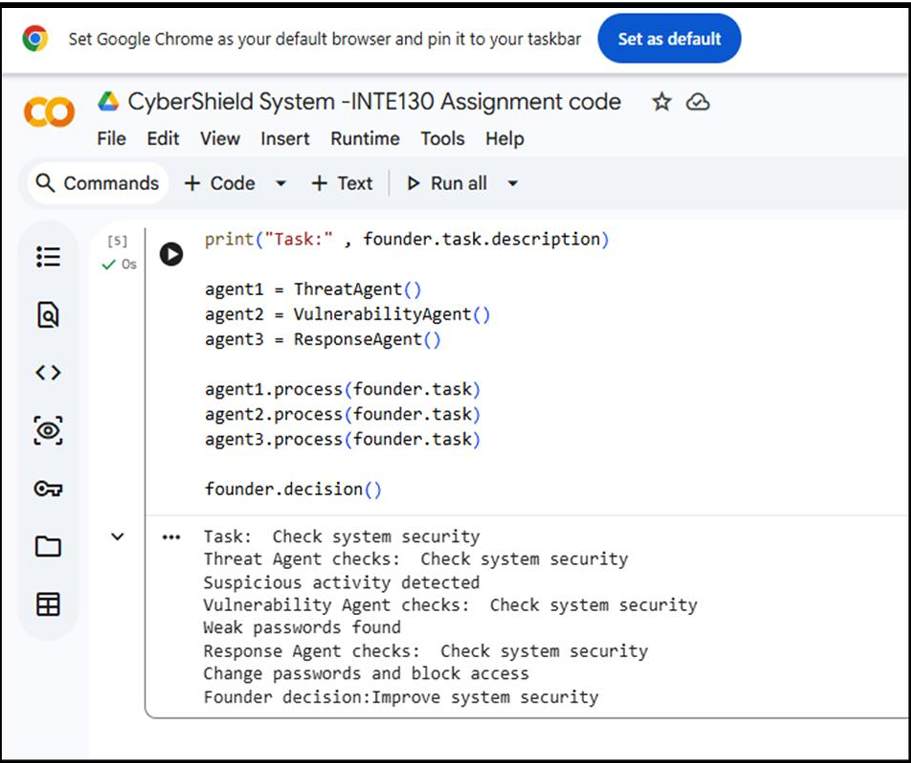 Set Google Chrome as your default browser and pin it to your taskbar
Set as default
CyberShield System -INTE130 Assignment code
File Edit View Insert Runtime Tools Help
Commands + Code + Text Run all
[5]
0s
print("Task:" , founder.task.description)
agent1 = ThreatAgent()
agent2 = VulnerabilityAgent()
agent3 = ResponseAgent()
agent1.process(founder.task)
agent2.process(founder.task)
agent3.process(founder.task)
founder.decision()
Task:  Check system security
Threat Agent checks:  Check system security
Suspicious activity detected
Vulnerability Agent checks:  Check system security
Weak passwords found
Response Agent checks:  Check system security
Change passwords and block access
Founder decision:Improve system security